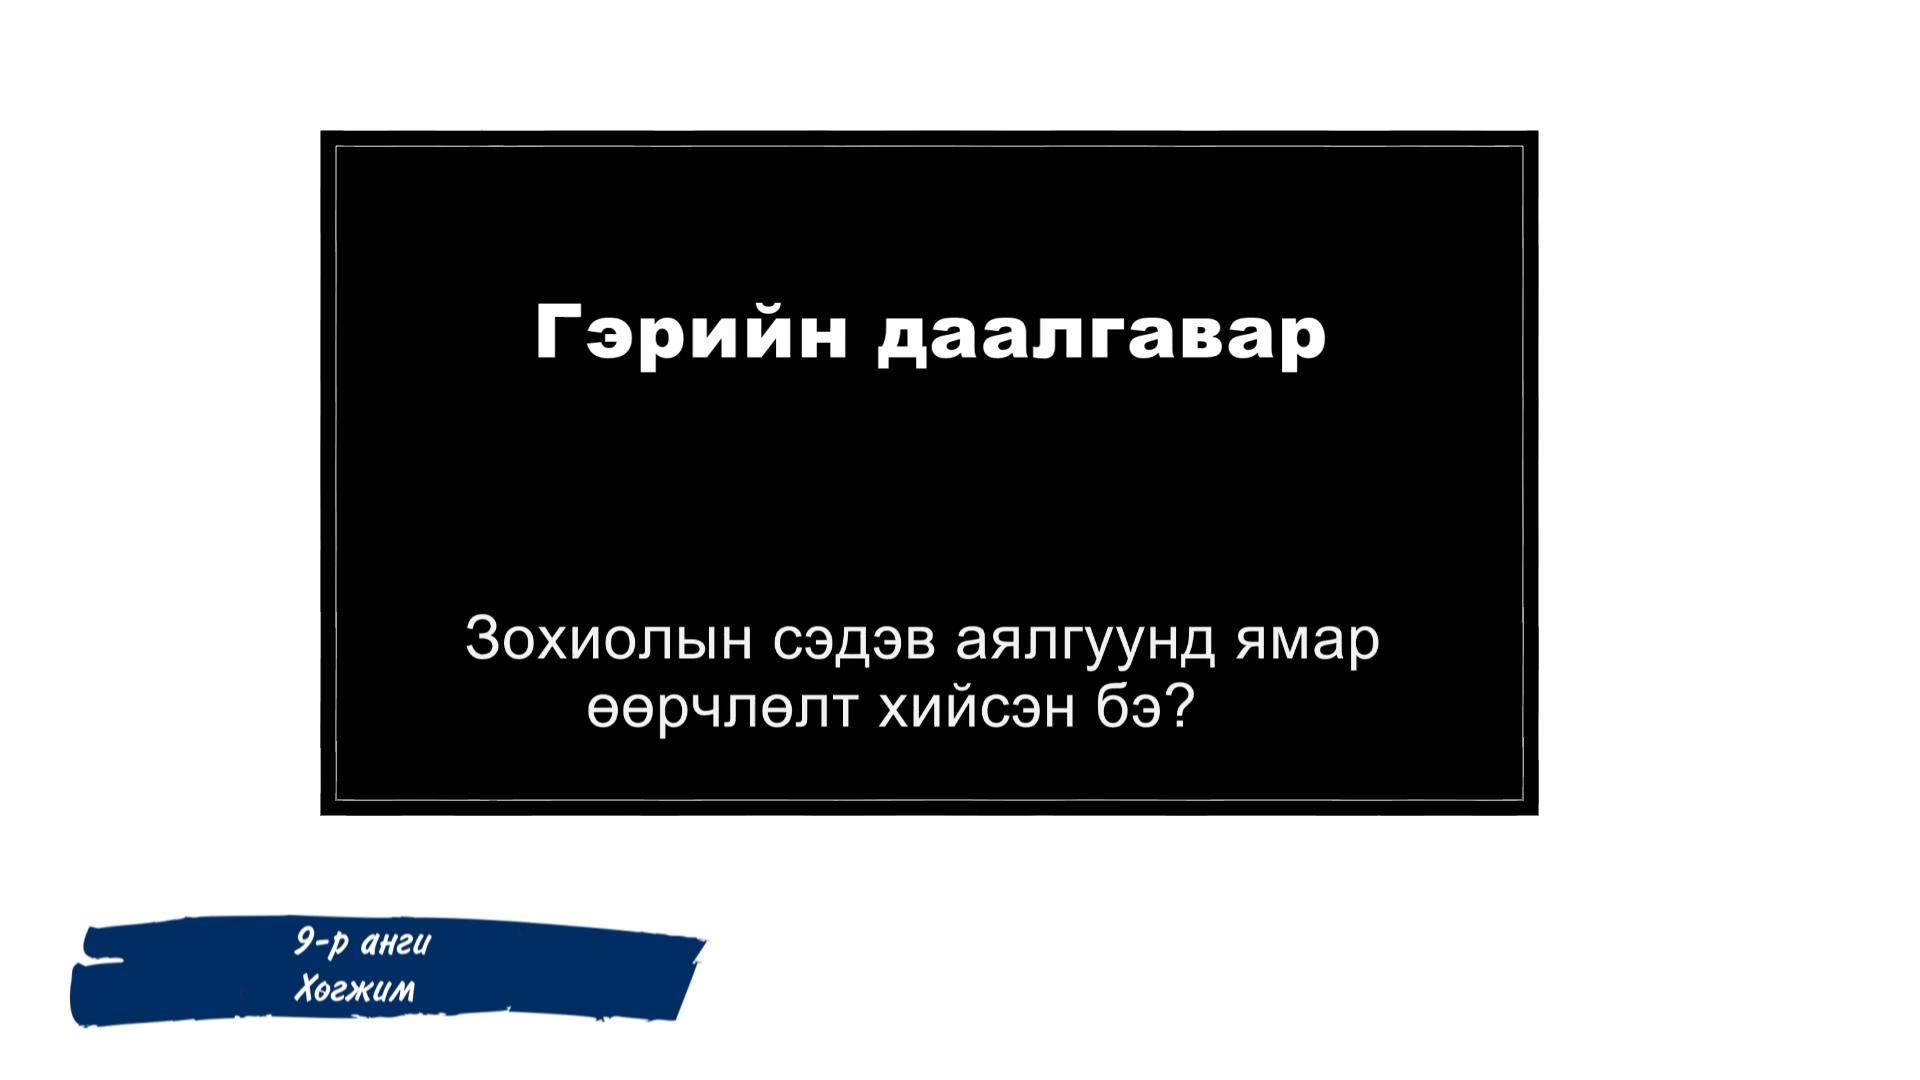 Гэрийн даалгавар
Зохиолын сэдэв аялгуунд ямар
өөрчлөлт хийсэн бэ?
9-р анги
Хөгжим